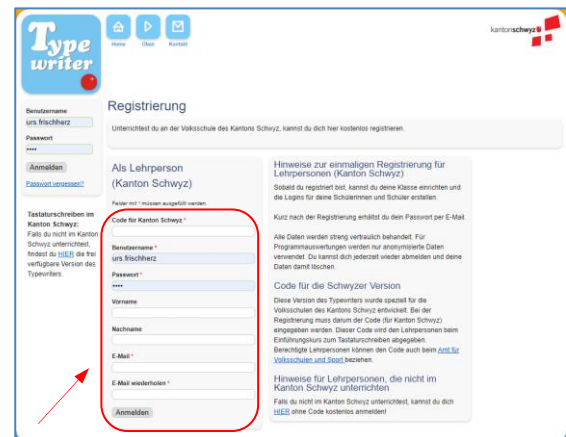 Type
writer
Home
Üben
Kontakt
kantonschwyz
Benutzername
urs.frischherz
Passwort
••••
Anmelden
Passwort vergessen?
Tastaturschreiben im
Kanton Schwyz:
Falls du nicht im Kanton
Schwyz unterrichtest,
findest du HIER die frei
verfügbare Version des
Typewriters.
Registrierung
Unterrichtest du an der Volksschule des Kantons Schwyz, kannst du dich hier kostenlos registrieren.
Als Lehrperson
(Kanton Schwyz)
Felder mit * müssen ausgefüllt werden.
Code für Kanton Schwyz *
Benutzername *
urs.frischherz
Passwort *
••••
Vorname
Nachname
E-Mail *
E-Mail wiederholen *
Anmelden
Hinweise zur einmaligen Registrierung für
Lehrpersonen (Kanton Schwyz)
Sobald du registriert bist, kannst du deine Klasse einrichten und
die Logins für deine Schülerinnen und Schüler erstellen.
Kurz nach der Registrierung erhältst du dein Passwort per E-Mail.
Alle Daten werden streng vertraulich behandelt. Für
Programmauswertungen werden nur anonymisierte Daten
verwendet. Du kannst dich jederzeit wieder abmelden und deine
Daten damit löschen.
Code für die Schwyzer Version
Diese Version des Typewriters wurde speziell für die
Volksschulen des Kantons Schwyz entwickelt. Bei der
Registrierung muss darum der Code (für Kanton Schwyz)
eingegeben werden. Dieser Code wird den Lehrpersonen beim
Einführungskurs zum Tastaturschreiben abgegeben.
Berechtigte Lehrpersonen können den Code auch beim Amt für
Volksschulen und Sport beziehen.
Hinweise für Lehrpersonen, die nicht im
Kanton Schwyz unterrichten
Falls du nicht im Kanton Schwyz unterrichtest, kannst du dich
HIER ohne Code kostenlos anmelden!